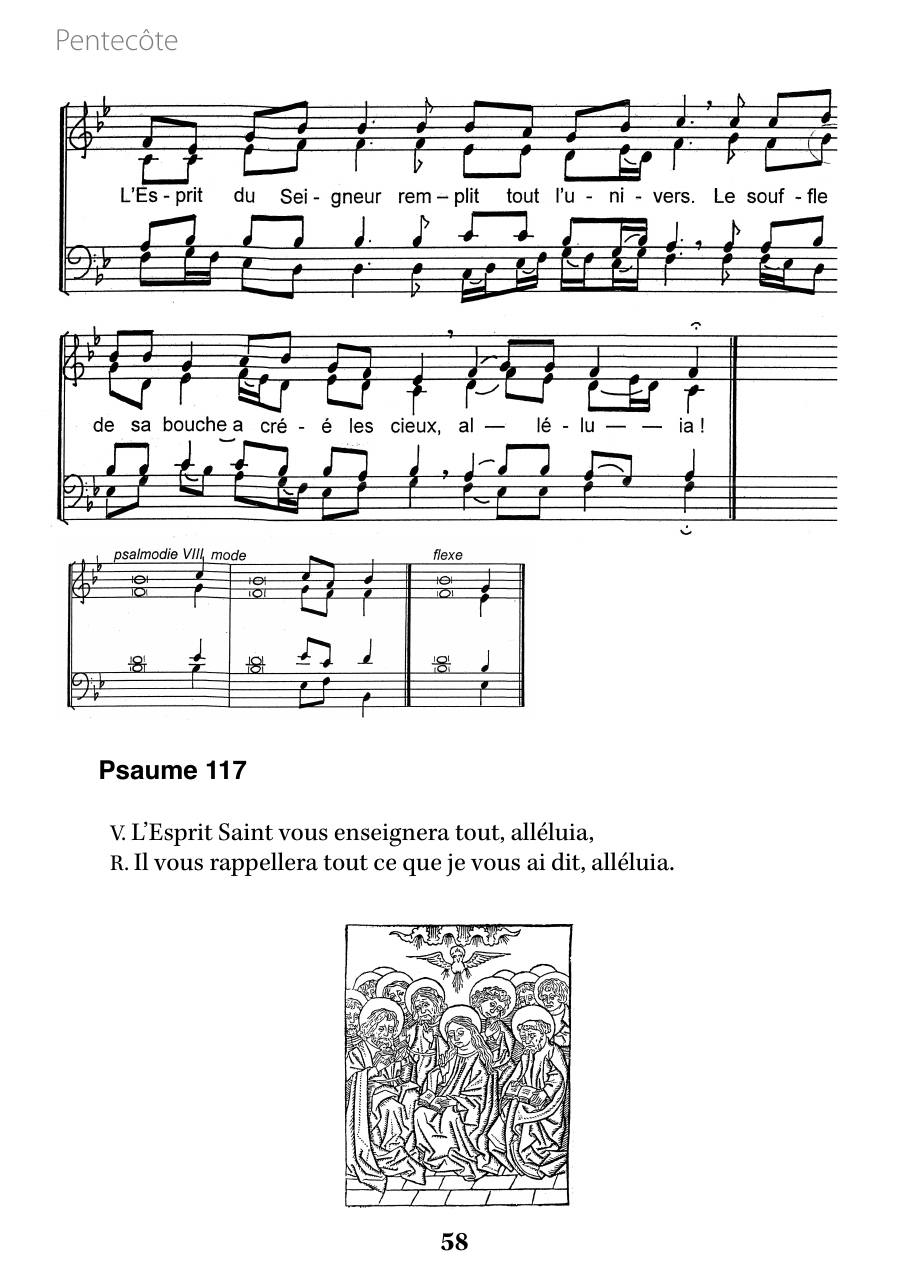 Pentecôte
L'Es - prit du Sei - gneur rem – plit tout l'u - ni - vers. Le souf - fle
de sa bouche a cré - é les cieux, al — lé - lu — — ia !
psalmodie VIII mode flexe
Psaume 117
V. L'Esprit Saint vous enseignera tout, alléluia,
R. Il vous rappellera tout ce que je vous ai dit, alléluia.
58